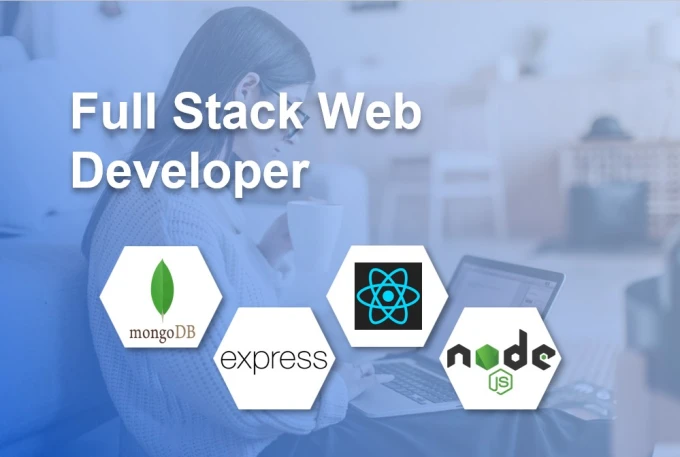 Full Stack Web
Developer
mongoDB
express
node
JS